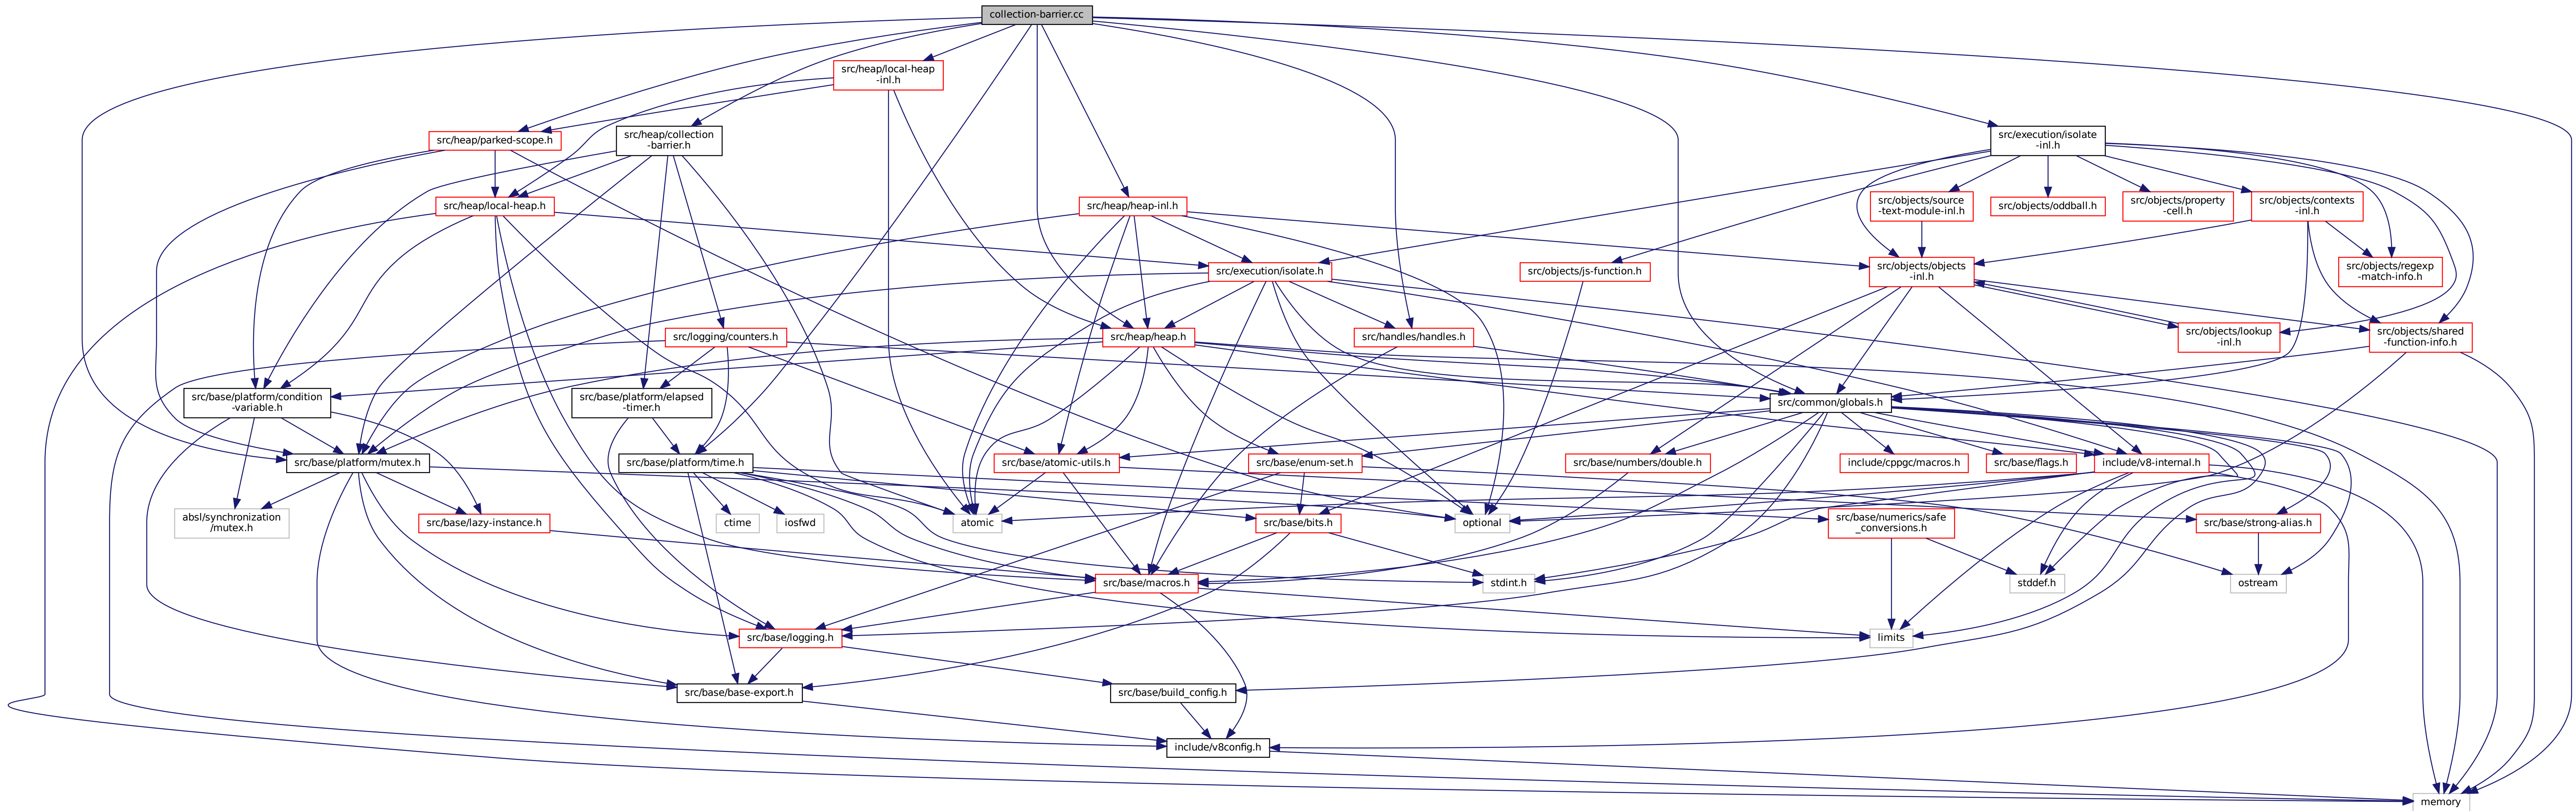 collection-barrier.cc
src/heap/local-heap
-inl.h
src/heap/parked-scope.h
src/heap/collection
-barrier.h
src/execution/isolate
-inl.h
src/heap/local-heap.h
src/heap/heap-inl.h
src/objects/source
-text-module-inl.h
src/objects/oddball.h
src/objects/property
-cell.h
src/objects/contexts
-inl.h
src/execution/isolate.h
src/objects/js-function.h
src/objects/objects
-inl.h
src/objects/regexp
-match-info.h
src/logging/counters.h
src/heap/heap.h
src/handles/handles.h
src/objects/lookup
-inl.h
src/objects/shared
-function-info.h
src/base/platform/condition
-variable.h
src/base/platform/elapsed
-timer.h
src/common/globals.h
src/base/platform/mutex.h
src/base/platform/time.h
src/base/atomic-utils.h
src/base/enum-set.h
src/base/numbers/double.h
include/cppgc/macros.h
src/base/flags.h
include/v8-internal.h
absl/synchronization
/mutex.h
src/base/lazy-instance.h
ctime
iosfwd
atomic
src/base/bits.h
optional
src/base/numerics/safe
_conversions.h
src/base/strong-alias.h
src/base/macros.h
stdint.h
stddef.h
ostream
src/base/logging.h
limits
src/base/base-export.h
src/base/build_config.h
include/v8config.h
memory